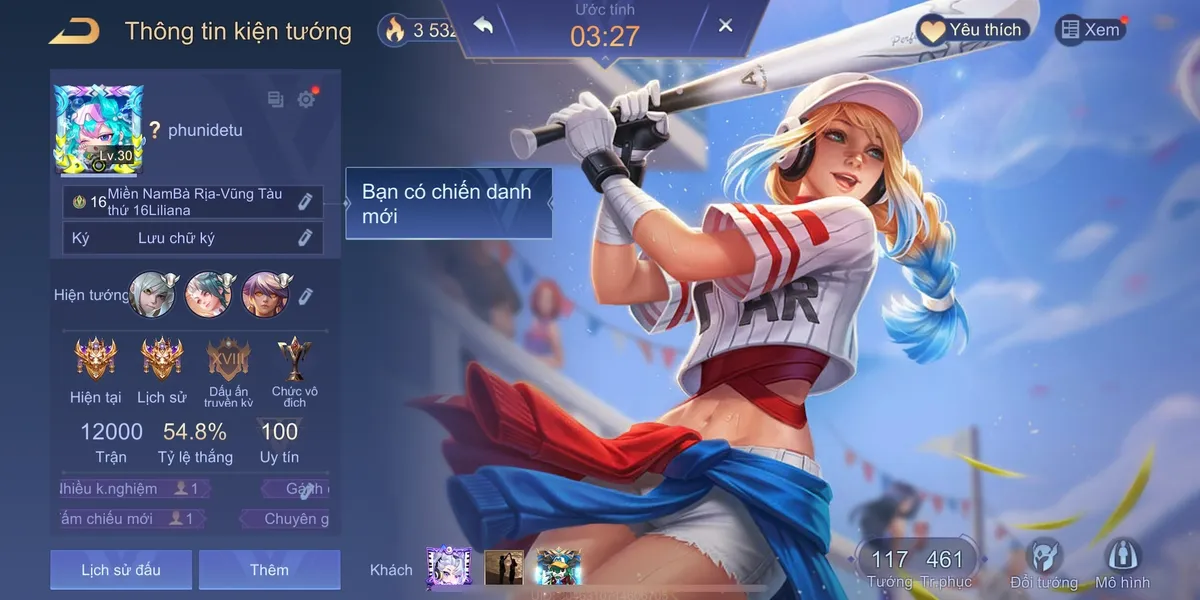 Thông tin kiện tướng
3 532
Ước tính
03:27
Yêu thích
Xem
? phunidetu
Lv.30
16
Miền NamBà Rịa-Vũng Tàu
thứ 16Liliana
Bạn có chiến danh
mới
Ký
Lưu chữ ký
Hiện tướng
XVIII
Hiện tại
Lịch sử
Dấu ấn
truyền kỳ
Chức vô
địch
12000
54.8%
100
Trận
Tỷ lệ thắng
Uy tín
k.nghiệm
1
Gánh
chiếu mới
1
Chuyên
STAR
Lịch sử đấu
Thêm
Khách
117
461
Tướng
Tr.phục
Đổi tướng
Mô hình